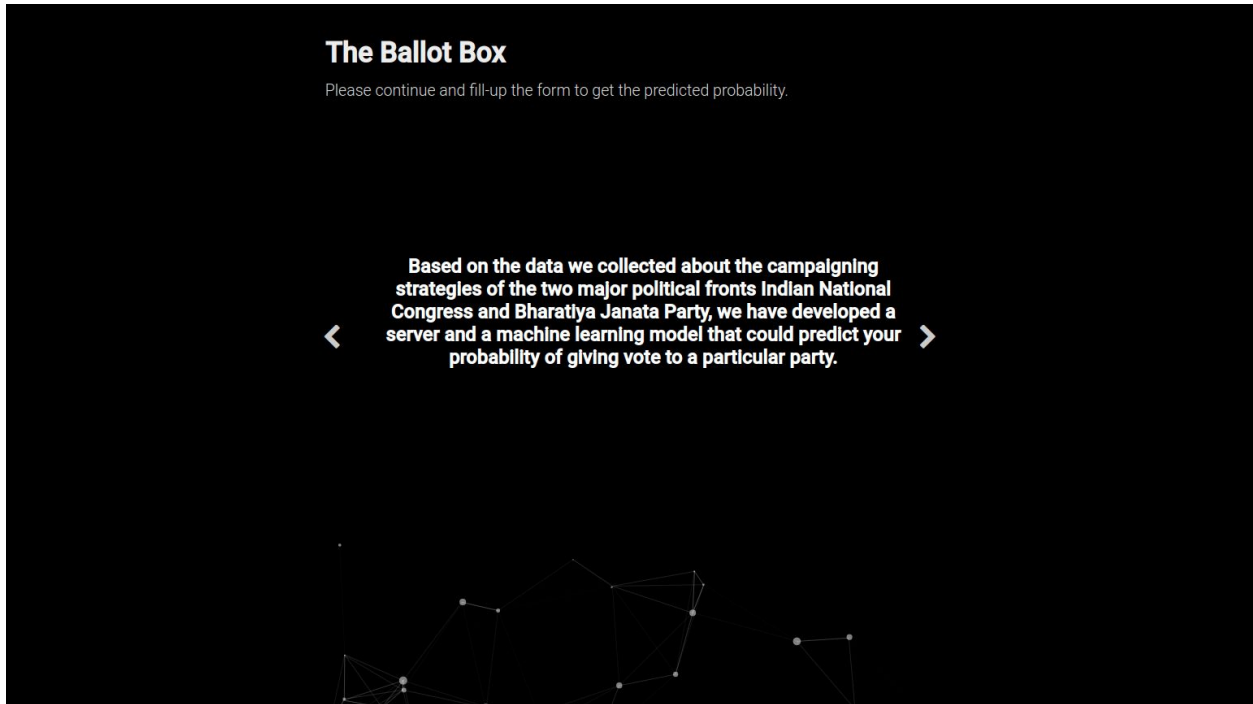 The Ballot Box
Please continue and fill-up the form to get the predicted probability.
Based on the data we collected about the campaigning
strategies of the two major political fronts Indian National
Congress and Bharatiya Janata Party, we have developed a
server and a machine learning model that could predict your
probability of giving vote to a particular party.